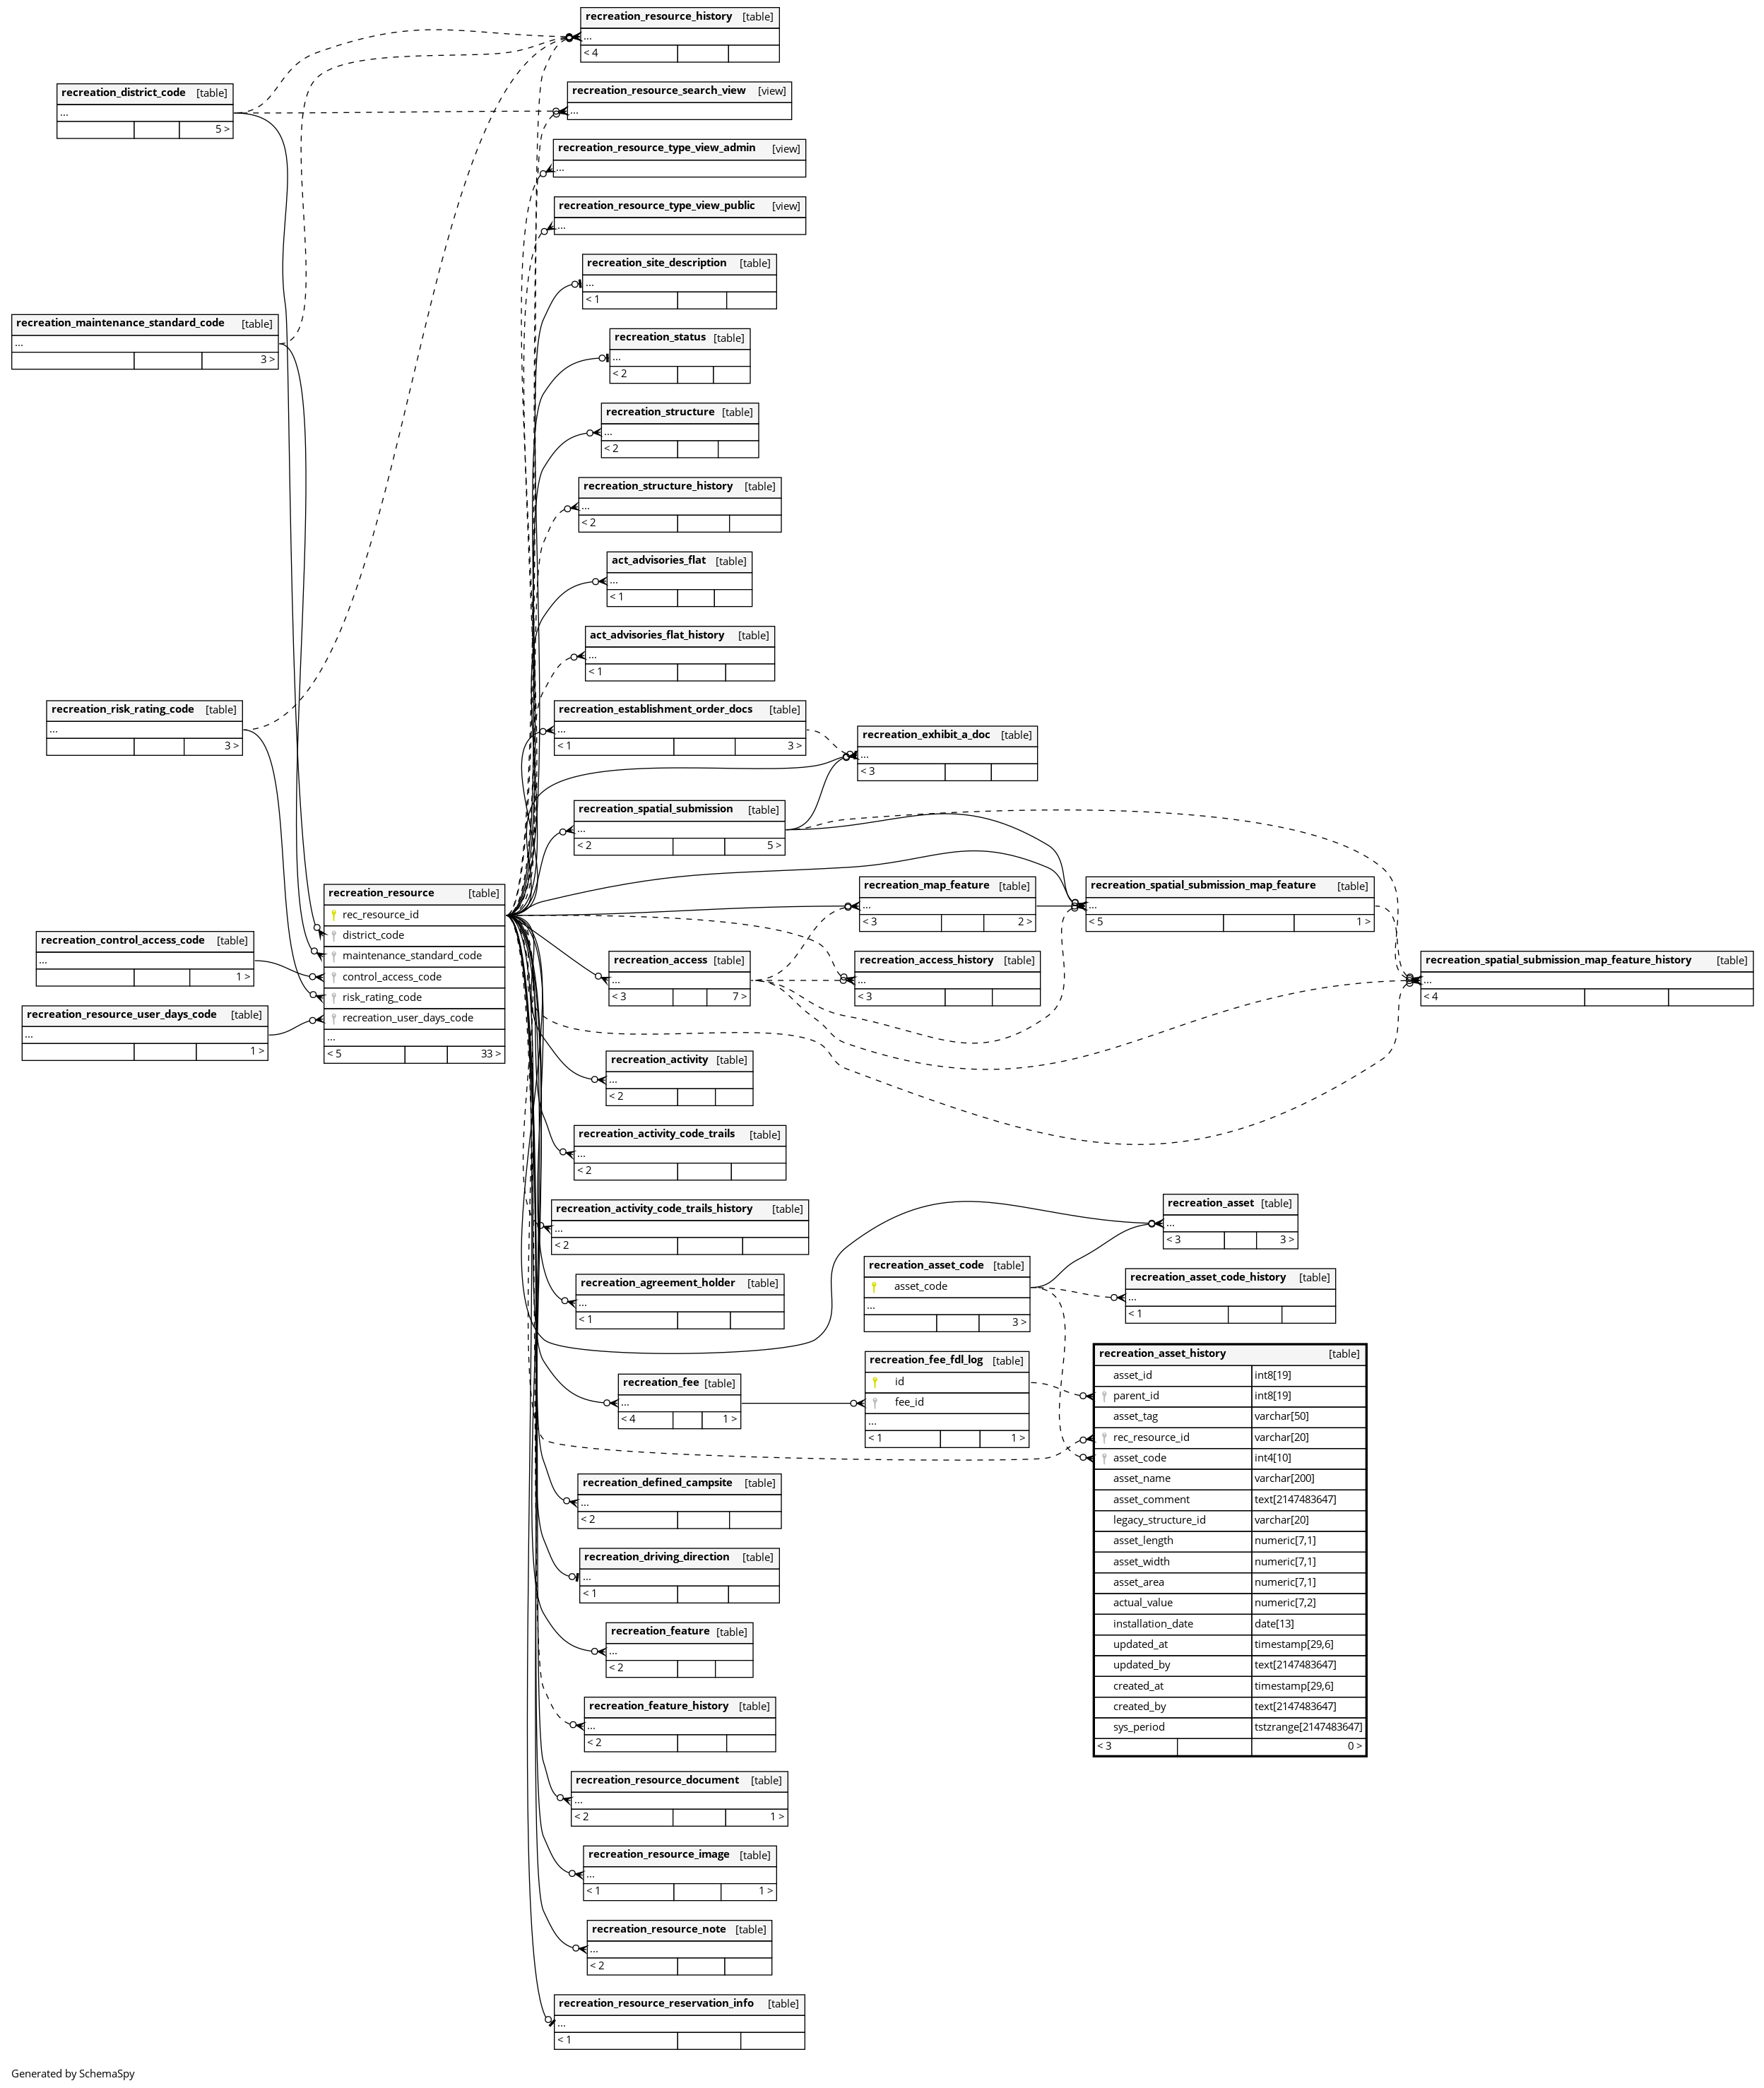 recreation_resource_history [table]
...
< 4
recreation_resource_search_view [view]
...
recreation_district_code [table]
...
5 >
recreation_resource_type_view_admin [view]
...
recreation_resource_type_view_public [view]
...
recreation_site_description [table]
...
< 1
recreation_maintenance_standard_code [table]
...
3 >
recreation_status [table]
...
< 2
recreation_structure [table]
...
< 2
recreation_structure_history [table]
...
< 2
act_advisories_flat [table]
...
< 1
act_advisories_flat_history [table]
...
< 1
recreation_risk_rating_code [table]
...
3 >
recreation_establishment_order_docs [table]
...
< 1 3 >
recreation_exhibit_a_doc [table]
...
< 3
recreation_spatial_submission [table]
...
< 2 5 >
recreation_resource [table]
rec_resource_id
district_code
maintenance_standard_code
control_access_code
risk_rating_code
recreation_user_days_code
...
< 5 33 >
recreation_map_feature [table]
...
< 3 2 >
recreation_spatial_submission_map_feature [table]
...
< 5 1 >
recreation_control_access_code [table]
...
1 >
recreation_access [table]
...
< 3 7 >
recreation_access_history [table]
...
< 3
recreation_spatial_submission_map_feature_history [table]
...
< 4
recreation_resource_user_days_code [table]
...
1 >
recreation_activity [table]
...
< 2
recreation_activity_code_trails [table]
...
< 2
recreation_activity_code_trails_history [table]
...
< 2
recreation_asset [table]
...
< 3 3 >
recreation_asset_code [table]
asset_code
...
3 >
recreation_asset_code_history [table]
...
< 1
recreation_agreement_holder [table]
...
< 1
recreation_fee [table]
...
< 4 1 >
recreation_fee_fdl_log [table]
id
fee_id
...
< 1 1 >
recreation_asset_history [table]
asset_id int8[19]
parent_id int8[19]
asset_tag varchar[50]
rec_resource_id varchar[20]
asset_code int4[10]
asset_name varchar[200]
asset_comment text[2147483647]
legacy_structure_id varchar[20]
asset_length numeric[7,1]
asset_width numeric[7,1]
asset_area numeric[7,1]
actual_value numeric[7,2]
installation_date date[13]
updated_at timestamp[29,6]
updated_by text[2147483647]
created_at timestamp[29,6]
created_by text[2147483647]
sys_period tstzrange[2147483647]
< 3 0 >
recreation_defined_campsite [table]
...
< 2
recreation_driving_direction [table]
...
< 1
recreation_feature [table]
...
< 2
recreation_feature_history [table]
...
< 2
recreation_resource_document [table]
...
< 2 1 >
recreation_resource_image [table]
...
< 1 1 >
recreation_resource_note [table]
...
< 2
recreation_resource_reservation_info [table]
...
< 1
Generated by SchemaSpy